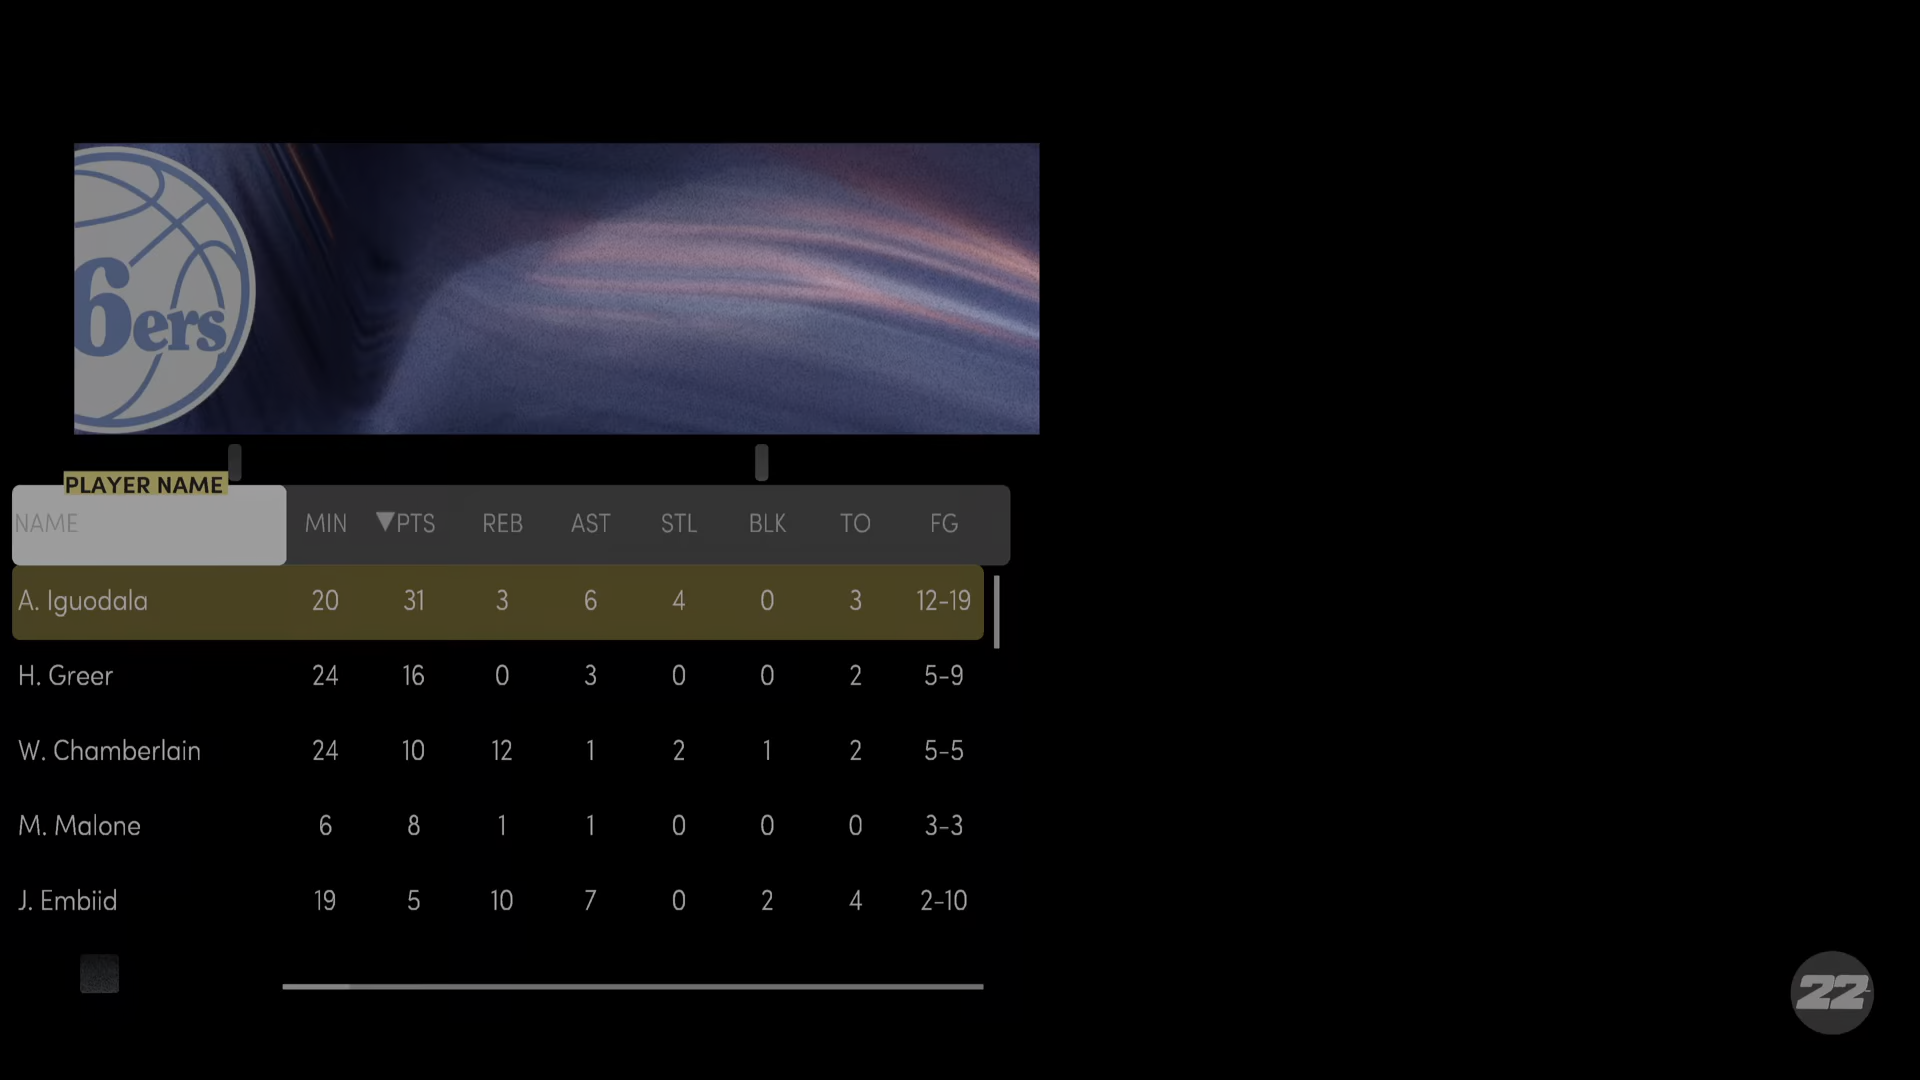 6ers
PLAYER NAME
NAME MIN ▼PTS REB AST STL BLK TO FG
A. Iguodala 20 31 3 6 4 0 3 12-19
H. Greer 24 16 0 3 0 0 2 5-9
W. Chamberlain 24 10 12 1 2 1 2 5-5
M. Malone 6 8 1 1 0 0 0 3-3
J. Embiid 19 5 10 7 0 2 4 2-10
22